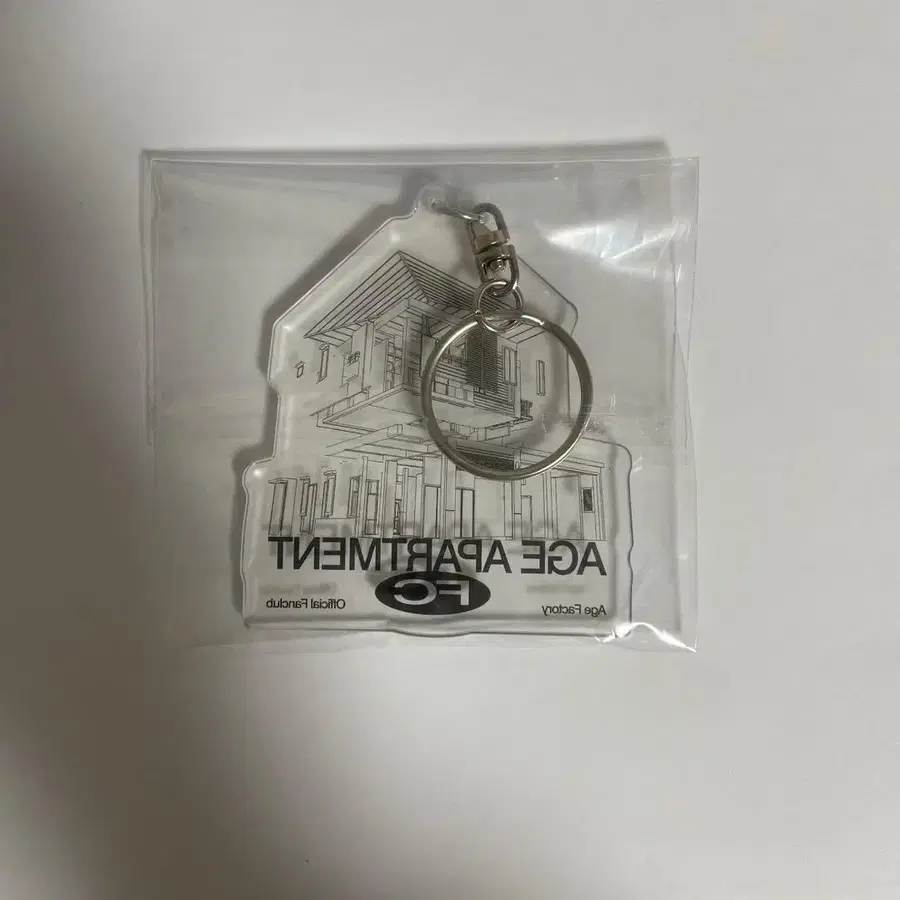 AGE APARTMENT
FC
Age Factory
Official Fanclub